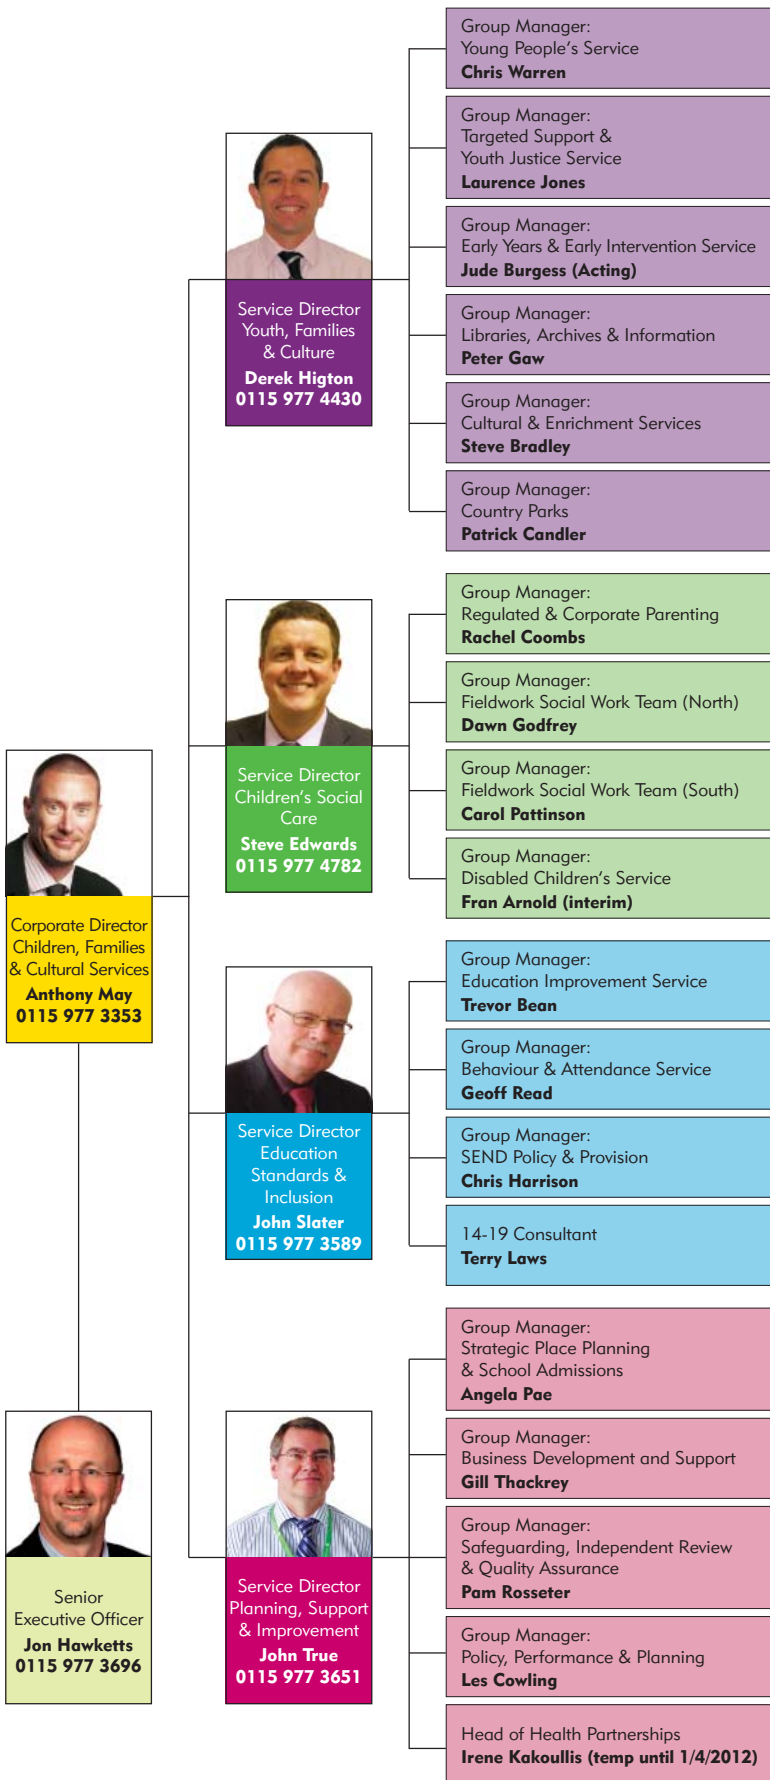 Corporate Director
Children, Families
& Cultural Services
Anthony May
0115 977 3353
Senior
Executive Officer
Jon Hawketts
0115 977 3696
Service Director
Youth, Families
& Culture
Derek Higton
0115 977 4430
Group Manager:
Young People's Service
Chris Warren
Group Manager:
Targeted Support &
Youth Justice Service
Laurence Jones
Group Manager:
Early Years & Early Intervention Service
Jude Burgess (Acting)
Group Manager:
Libraries, Archives & Information
Peter Gaw
Group Manager:
Cultural & Enrichment Services
Steve Bradley
Group Manager:
Country Parks
Patrick Candler
Service Director
Children's Social
Care
Steve Edwards
0115 977 4782
Group Manager:
Regulated & Corporate Parenting
Rachel Coombs
Group Manager:
Fieldwork Social Work Team (North)
Dawn Godfrey
Group Manager:
Fieldwork Social Work Team (South)
Carol Pattinson
Group Manager:
Disabled Children's Service
Fran Arnold (interim)
Service Director
Education
Standards &
Inclusion
John Slater
0115 977 3589
Group Manager:
Education Improvement Service
Trevor Bean
Group Manager:
Behaviour & Attendance Service
Geoff Read
Group Manager:
SEND Policy & Provision
Chris Harrison
14-19 Consultant
Terry Laws
Service Director
Planning, Support
& Improvement
John True
0115 977 3651
Group Manager:
Strategic Place Planning
& School Admissions
Angela Pae
Group Manager:
Business Development and Support
Gill Thackrey
Group Manager:
Safeguarding, Independent Review
& Quality Assurance
Pam Rosseter
Group Manager:
Policy, Performance & Planning
Les Cowling
Head of Health Partnerships
Irene Kakoullis (temp until 1/4/2012)